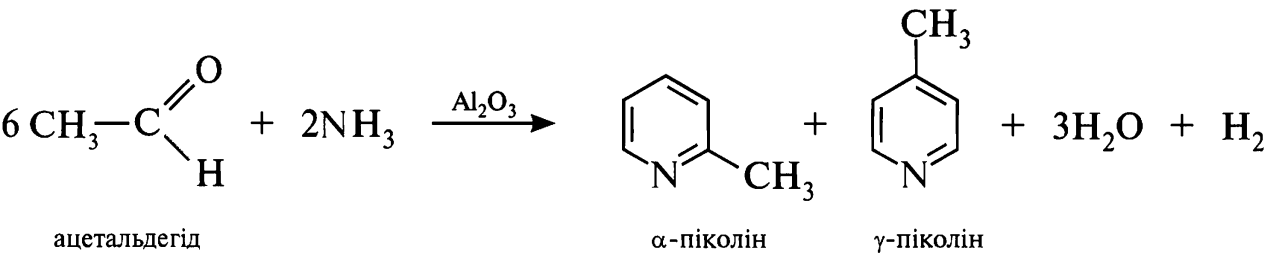 6 CH₃—C O H + 2NH₃ Al₂O₃ N CH₃ + CH₃ N + 3H₂O + H₂
ацетальдегід α-піколін γ-піколін